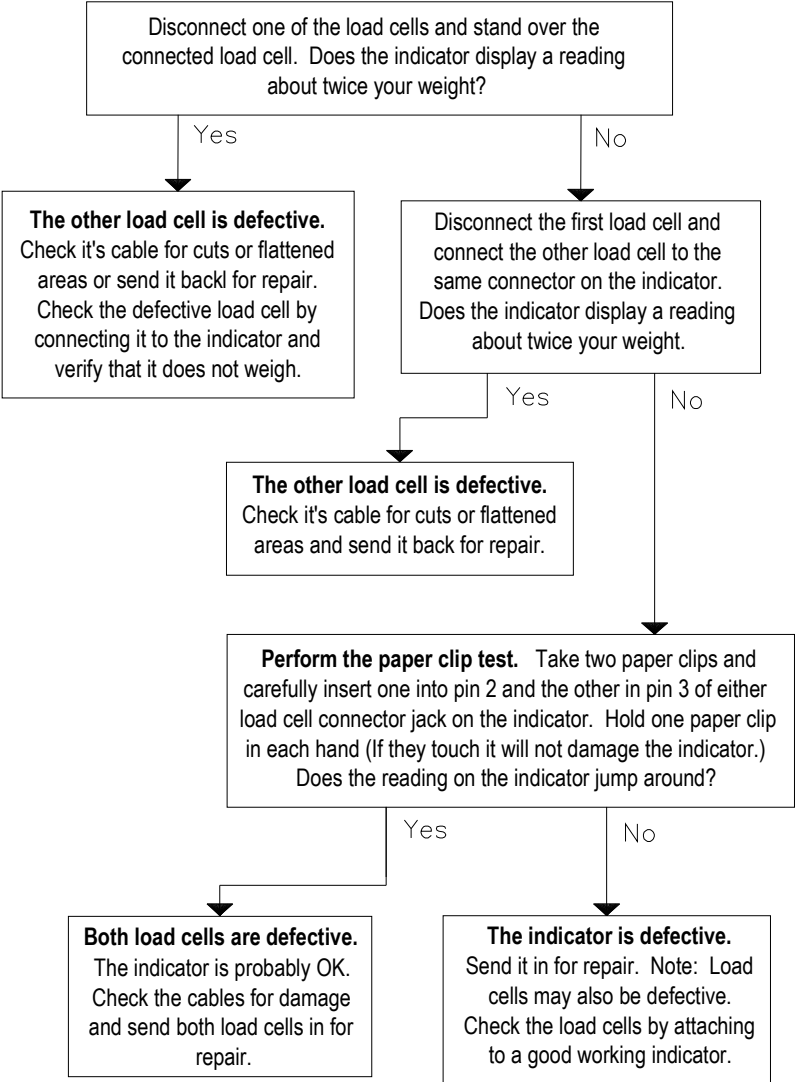 Disconnect one of the load cells and stand over the
connected load cell.  Does the indicator display a reading
about twice your weight?
Yes
No
The other load cell is defective.
Check it's cable for cuts or flattened
areas or send it backl for repair.
Check the defective load cell by
connecting it to the indicator and
verify that it does not weigh.
Disconnect the first load cell and
connect the other load cell to the
same connector on the indicator.
Does the indicator display a reading
about twice your weight.
Yes
No
The other load cell is defective.
Check it's cable for cuts or flattened
areas and send it back for repair.
Perform the paper clip test.   Take two paper clips and
carefully insert one into pin 2 and the other in pin 3 of either
load cell connector jack on the indicator.  Hold one paper clip
in each hand (If they touch it will not damage the indicator.)
Does the reading on the indicator jump around?
Yes
No
Both load cells are defective.
The indicator is probably OK.
Check the cables for damage
and send both load cells in for
repair.
The indicator is defective.
Send it in for repair.  Note:  Load
cells may also be defective.
Check the load cells by attaching
to a good working indicator.